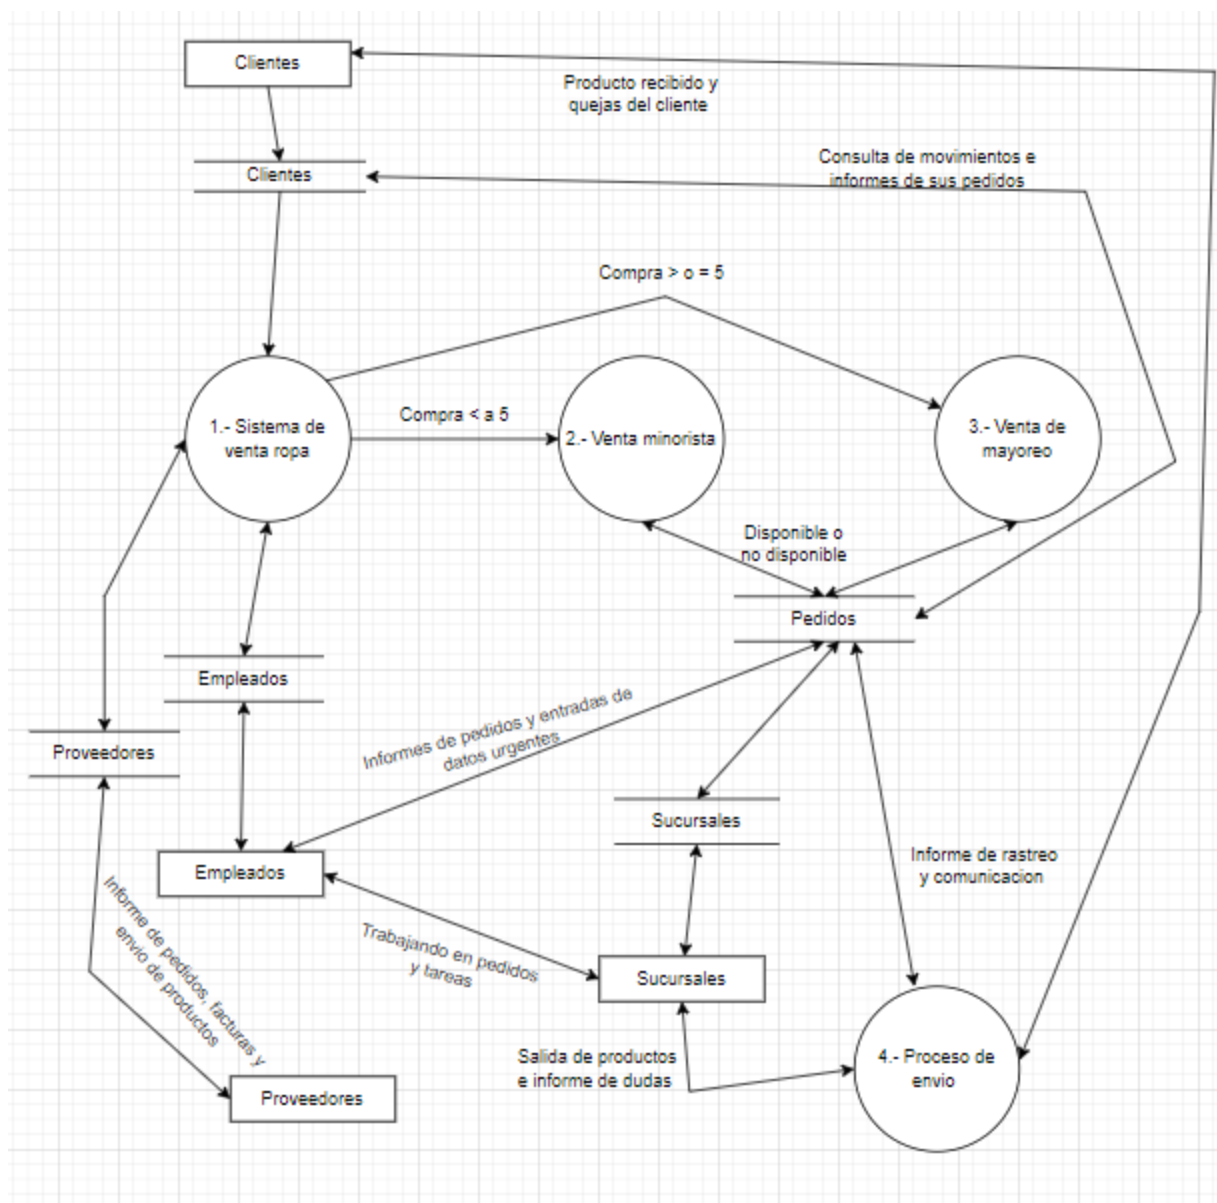 Clientes
Producto recibido y
quejas del cliente
Consulta de movimientos e
informes de sus pedidos
Clientes
Compra > o = 5
Compra < a 5
1.- Sistema de
venta ropa
2.- Venta minorista
3.- Venta de
mayoreo
Disponible o
no disponible
Pedidos
Empleados
Proveedores
Informes de pedidos y entradas de
datos urgentes
Sucursales
Informe de rastreo
y comunicacion
Empleados
Informe de pedidos, facturas y
envio de productos
Trabajando en pedidos
y tareas
Sucursales
Salida de productos
e informe de dudas
4.- Proceso de
envio
Proveedores